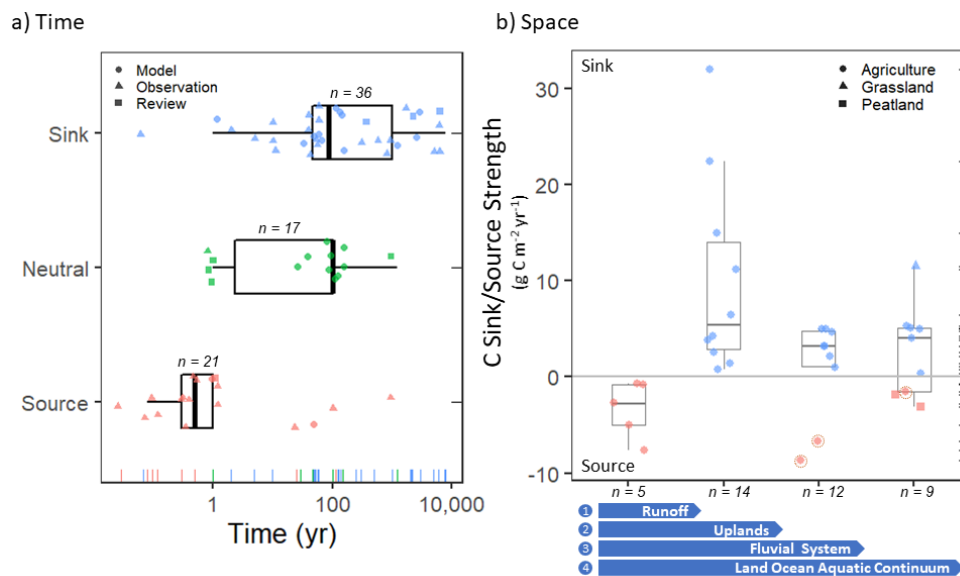 a) Time
Model
Observation
Review
n = 36
Sink
n = 17
Neutral
n = 21
Source
1
100
10,000
Time (yr)
b) Space
Sink
Agriculture
Grassland
Peatland
30
20
10
0
-10
C Sink/Source Strength
(g C m⁻² yr⁻¹)
Source
n = 5
n = 14
n = 12
n = 9
1 Runoff
2 Uplands
3 Fluvial System
4 Land Ocean Aquatic Continuum